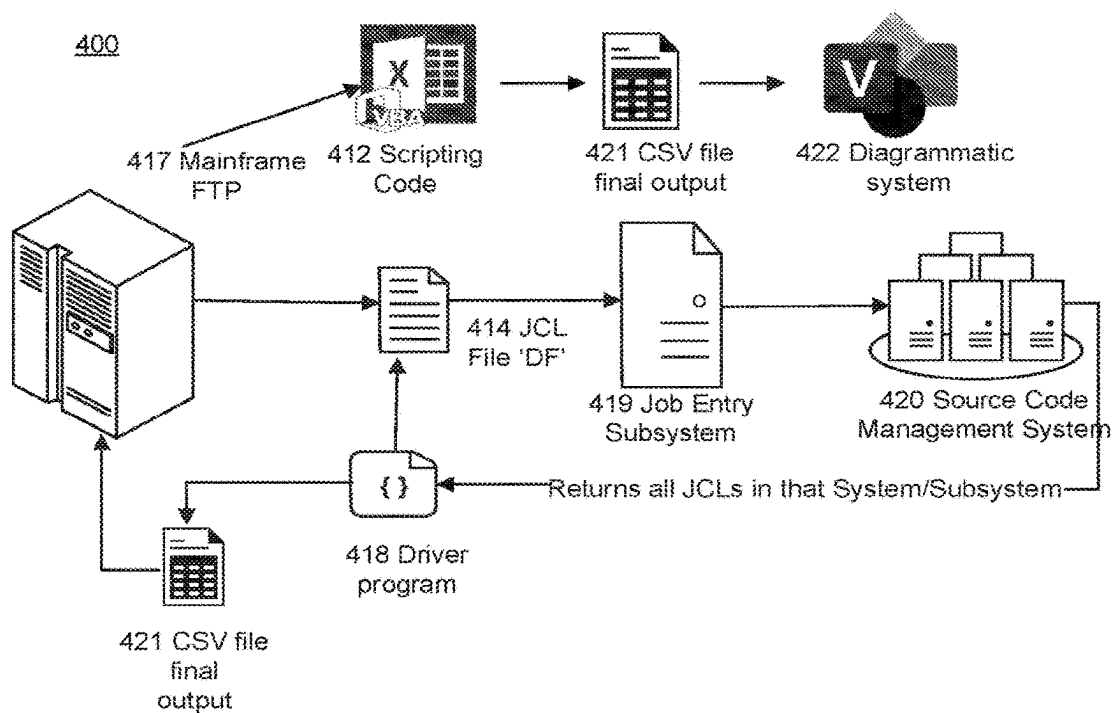 400
X
VBA
V
417 Mainframe
FTP
412 Scripting
Code
421 CSV file
final output
422 Diagrammatic
system
414 JCL
File 'DF'
419 Job Entry
Subsystem
420 Source Code
Management System
{ }
Returns all JCLs in that System/Subsystem
418 Driver
program
421 CSV file
final
output